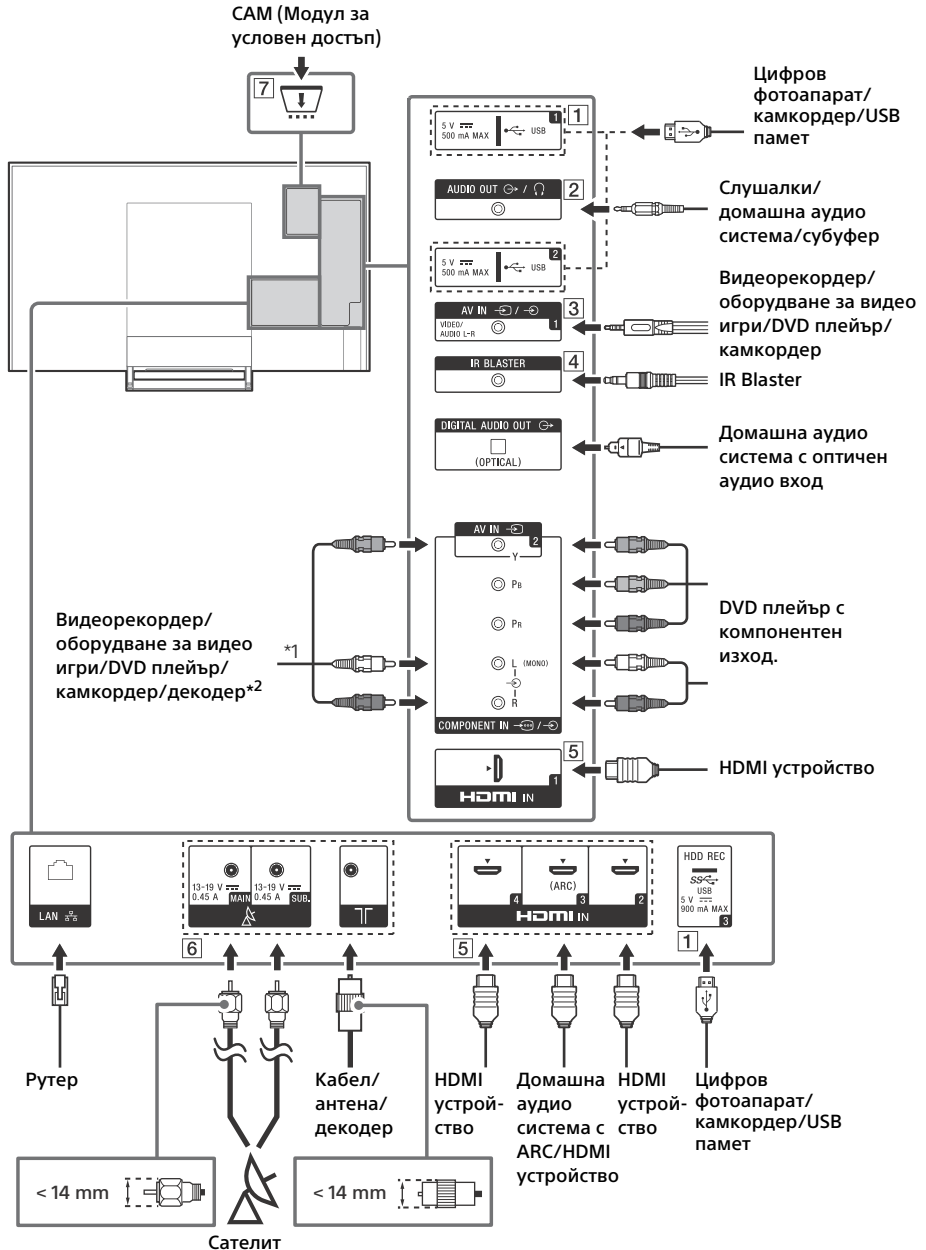 CAM (Модул за
условен достъп)
7
5 V
500 mA MAX
USB
1
1
Цифров
фотоапарат/
камкордер/USB
памет
AUDIO OUT /
2
Слушалки/
домашна аудио
система/субуфер
5 V
500 mA MAX
USB
2
AV IN /
VIDEO/
AUDIO L-R
1
3
Видеорекордер/
оборудване за видео
игри/DVD плейър/
камкордер
IR BLASTER
4
IR Blaster
DIGITAL AUDIO OUT
(OPTICAL)
Домашна аудио
система с оптичен
аудио вход
AV IN
2
Y
PB
PR
L (MONO)
R
COMPONENT IN /
Видеорекордер/
оборудване за видео
игри/DVD плейър/
камкордер/декодер*2
*1
DVD плейър с
компонентен
изход.
5
1
HDMI IN
HDMI устройство
LAN
13-19 V
0.45 A
MAIN
13-19 V
0.45 A
SUB.
6
4
(ARC)
3
2
HDMI IN
5
HDD REC
SS
USB
5 V
900 mA MAX
3
1
Рутер
Кабел/
антена/
декодер
HDMI
устрой-
ство
Домашна
аудио
система с
ARC/HDMI
устройство
HDMI
устрой-
ство
Цифров
фотоапарат/
камкордер/USB
памет
< 14 mm
< 14 mm
Сателит